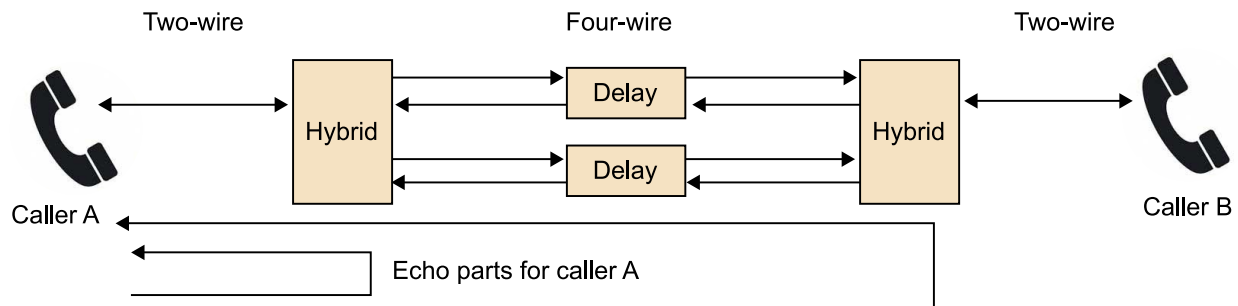 Two-wire
Four-wire
Two-wire
Hybrid
Delay
Delay
Hybrid
Caller A
Caller B
Echo parts for caller A